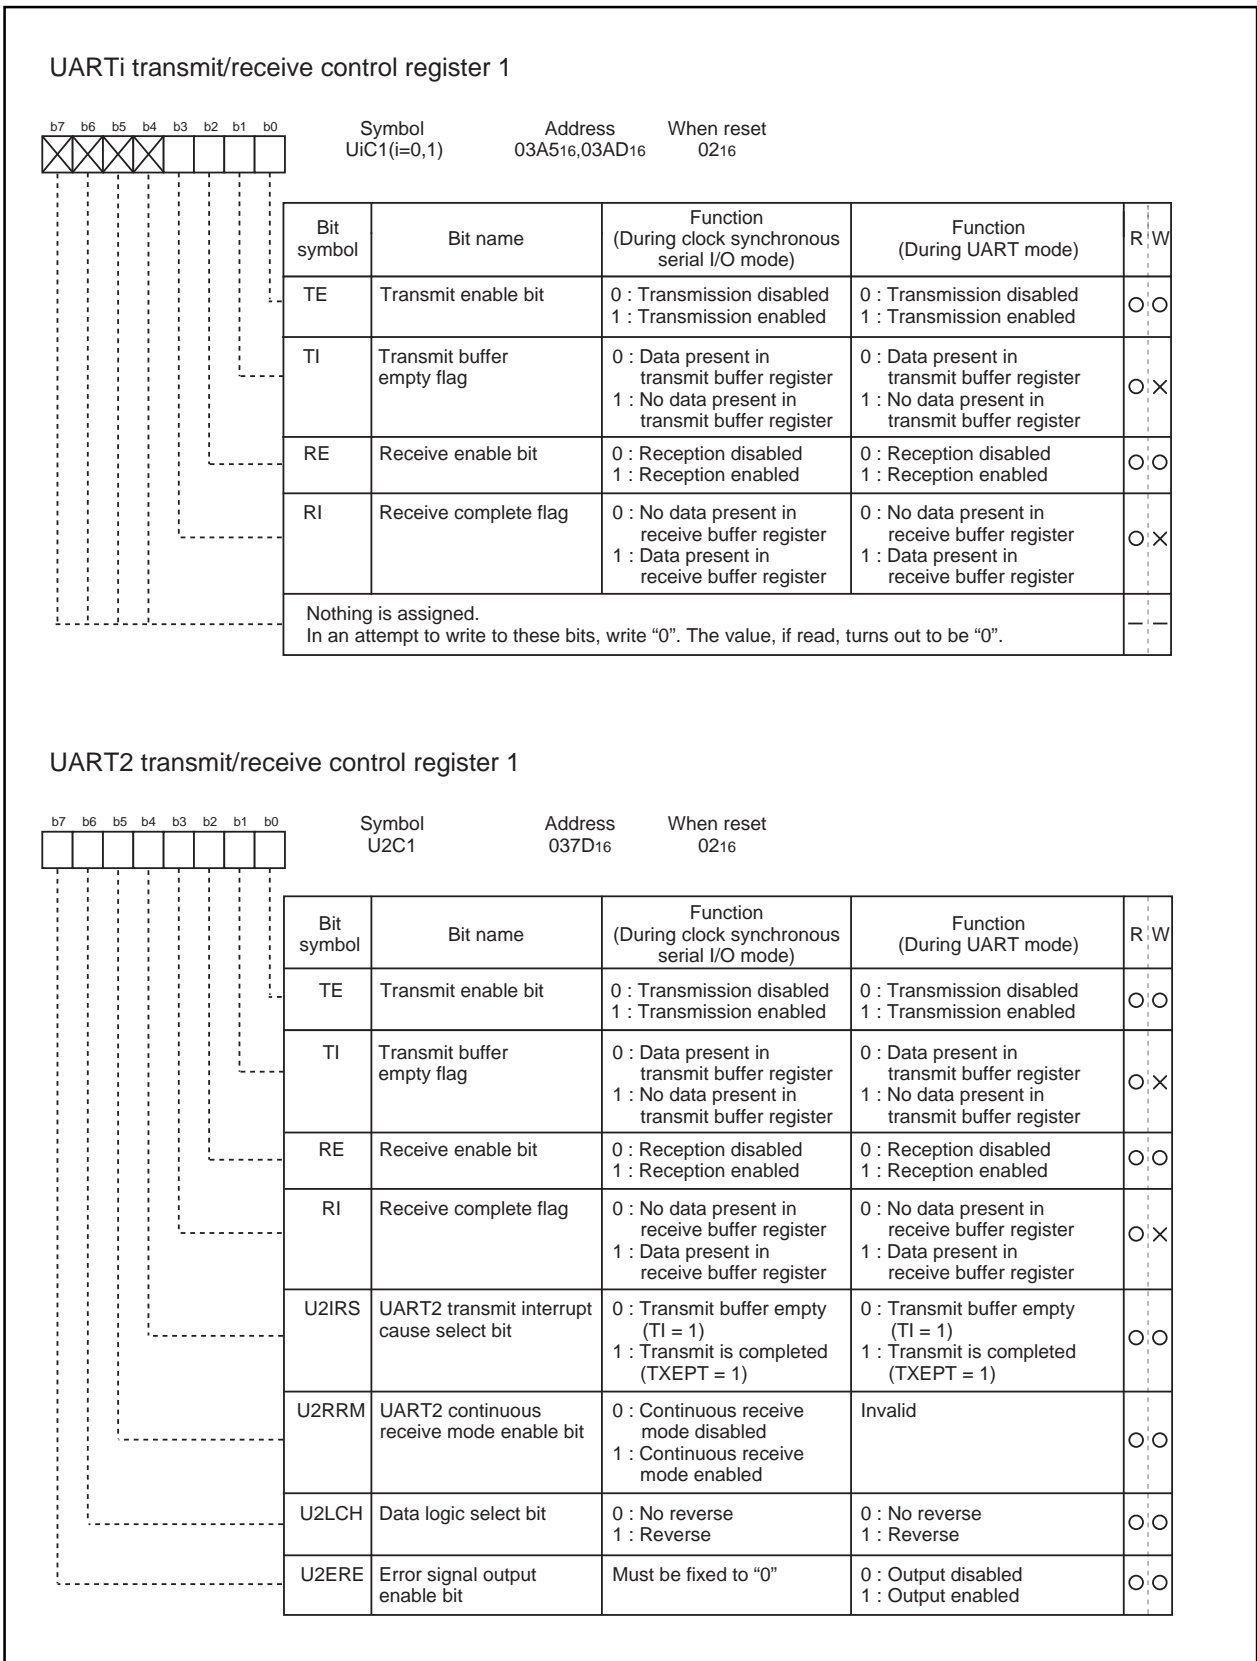 UARTi transmit/receive control register 1
b7 b6 b5 b4 b3 b2 b1 b0
Symbol Address When reset
UiC1(i=0,1) 03A516,03AD16 0216
Bit symbol Bit name Function (During clock synchronous serial I/O mode) Function (During UART mode) R W
TE Transmit enable bit 0 : Transmission disabled 0 : Transmission disabled
1 : Transmission enabled 1 : Transmission enabled
TI Transmit buffer 0 : Data present in 0 : Data present in
empty flag transmit buffer register transmit buffer register
1 : No data present in 1 : No data present in
transmit buffer register transmit buffer register
RE Receive enable bit 0 : Reception disabled 0 : Reception disabled
1 : Reception enabled 1 : Reception enabled
RI Receive complete flag 0 : No data present in 0 : No data present in
receive buffer register receive buffer register
1 : Data present in 1 : Data present in
receive buffer register receive buffer register
Nothing is assigned.
In an attempt to write to these bits, write “0”. The value, if read, turns out to be “0”.
UART2 transmit/receive control register 1
b7 b6 b5 b4 b3 b2 b1 b0
Symbol Address When reset
U2C1 037D16 0216
Bit symbol Bit name Function (During clock synchronous serial I/O mode) Function (During UART mode) R W
TE Transmit enable bit 0 : Transmission disabled 0 : Transmission disabled
1 : Transmission enabled 1 : Transmission enabled
TI Transmit buffer 0 : Data present in 0 : Data present in
empty flag transmit buffer register transmit buffer register
1 : No data present in 1 : No data present in
transmit buffer register transmit buffer register
RE Receive enable bit 0 : Reception disabled 0 : Reception disabled
1 : Reception enabled 1 : Reception enabled
RI Receive complete flag 0 : No data present in 0 : No data present in
receive buffer register receive buffer register
1 : Data present in 1 : Data present in
receive buffer register receive buffer register
U2IRS UART2 transmit interrupt 0 : Transmit buffer empty 0 : Transmit buffer empty
cause select bit (TI = 1) (TI = 1)
1 : Transmit is completed 1 : Transmit is completed
(TXEPT = 1) (TXEPT = 1)
U2RRM UART2 continuous 0 : Continuous receive Invalid
receive mode enable bit mode disabled
1 : Continuous receive
mode enabled
U2LCH Data logic select bit 0 : No reverse 0 : No reverse
1 : Reverse 1 : Reverse
U2ERE Error signal output Must be fixed to “0” 0 : Output disabled
enable bit 1 : Output enabled